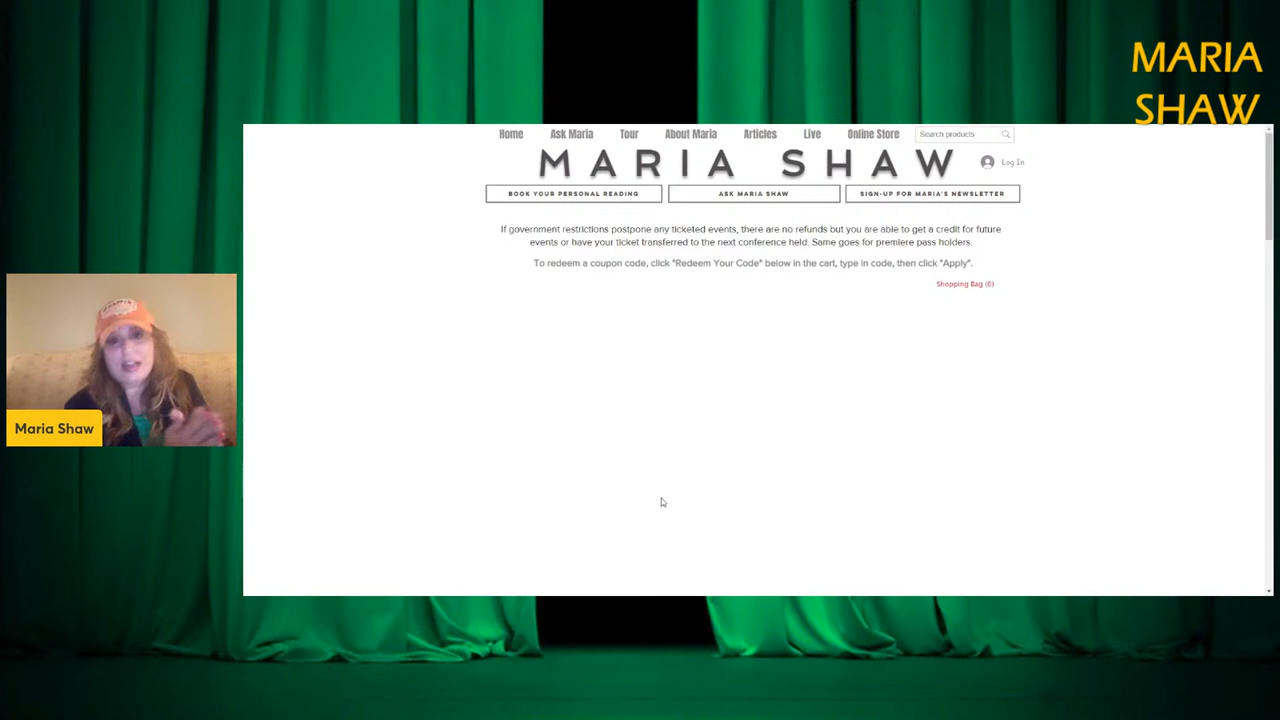 MARIA
SHAW
Home Ask Maria Tour About Maria Articles Live Online Store Search products
MARIA SHAW
Log In
BOOK YOUR PERSONAL READING ASK MARIA SHAW SIGN-UP FOR MARIA'S NEWSLETTER
If government restrictions postpone any ticketed events, there are no refunds but you are able to get a credit for future
events or have your ticket transferred to the next conference held. Same goes for premiere pass holders.
To redeem a coupon code, click "Redeem Your Code" below in the cart, type in code, then click "Apply".
Shopping Bag (0)
Maria Shaw